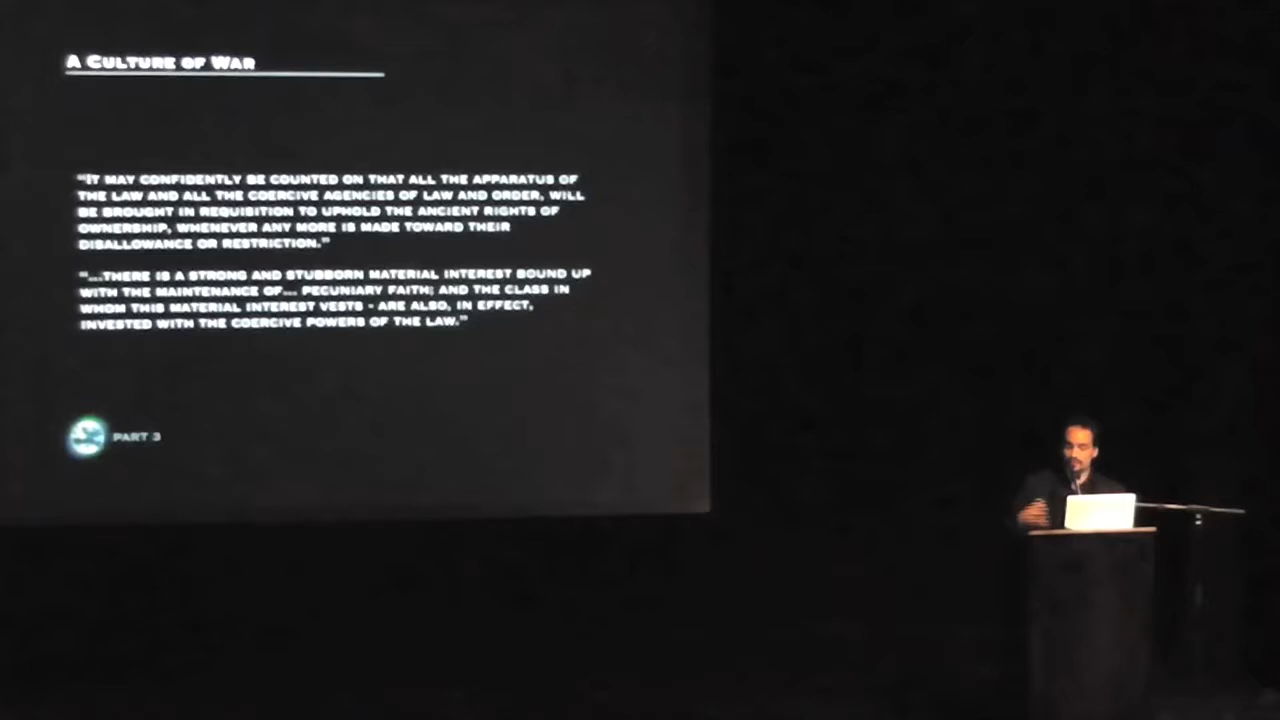 A Culture of War
"It may confidently be counted on that all the apparatus of
the law and all the coercive agencies of law and order, will
be brought in requisition to uphold the ancient rights of
ownership, whenever any more is made toward their
disallowance or restriction."
"...there is a strong and stubborn material interest bound up
with the maintenance of... pecuniary faith; and the class in
whom this material interest vests - are also, in effect,
invested with the coercive powers of the law."
Part 3